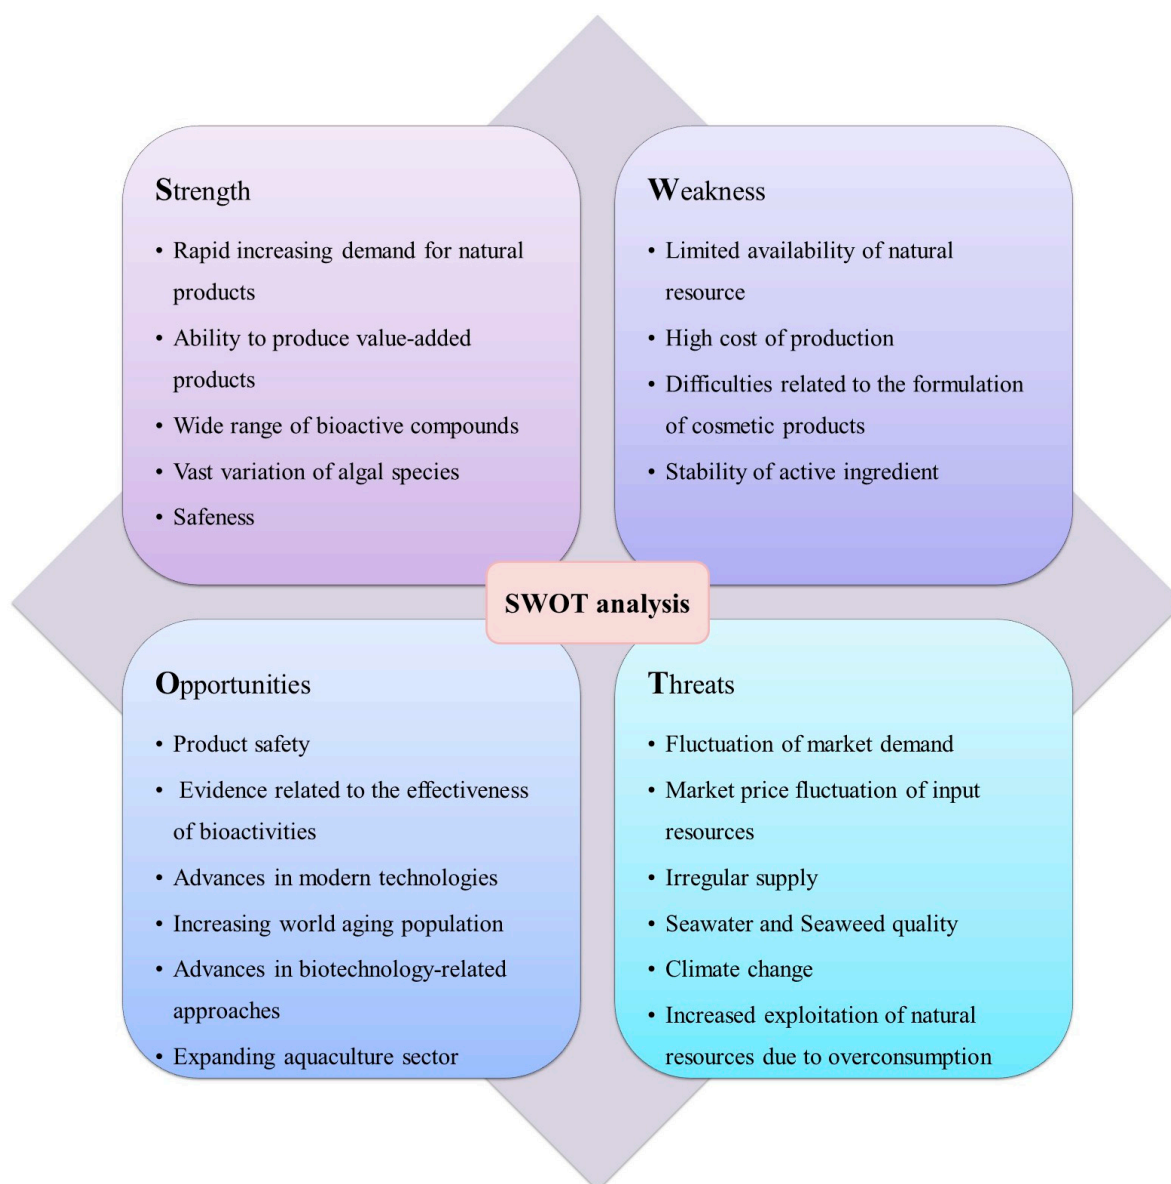 Strength
• Rapid increasing demand for natural
products
• Ability to produce value-added
products
• Wide range of bioactive compounds
• Vast variation of algal species
• Safeness
Weakness
• Limited availability of natural
resource
• High cost of production
• Difficulties related to the formulation
of cosmetic products
• Stability of active ingredient
SWOT analysis
Opportunities
• Product safety
• Evidence related to the effectiveness
of bioactivities
• Advances in modern technologies
• Increasing world aging population
• Advances in biotechnology-related
approaches
• Expanding aquaculture sector
Threats
• Fluctuation of market demand
• Market price fluctuation of input
resources
• Irregular supply
• Seawater and Seaweed quality
• Climate change
• Increased exploitation of natural
resources due to overconsumption